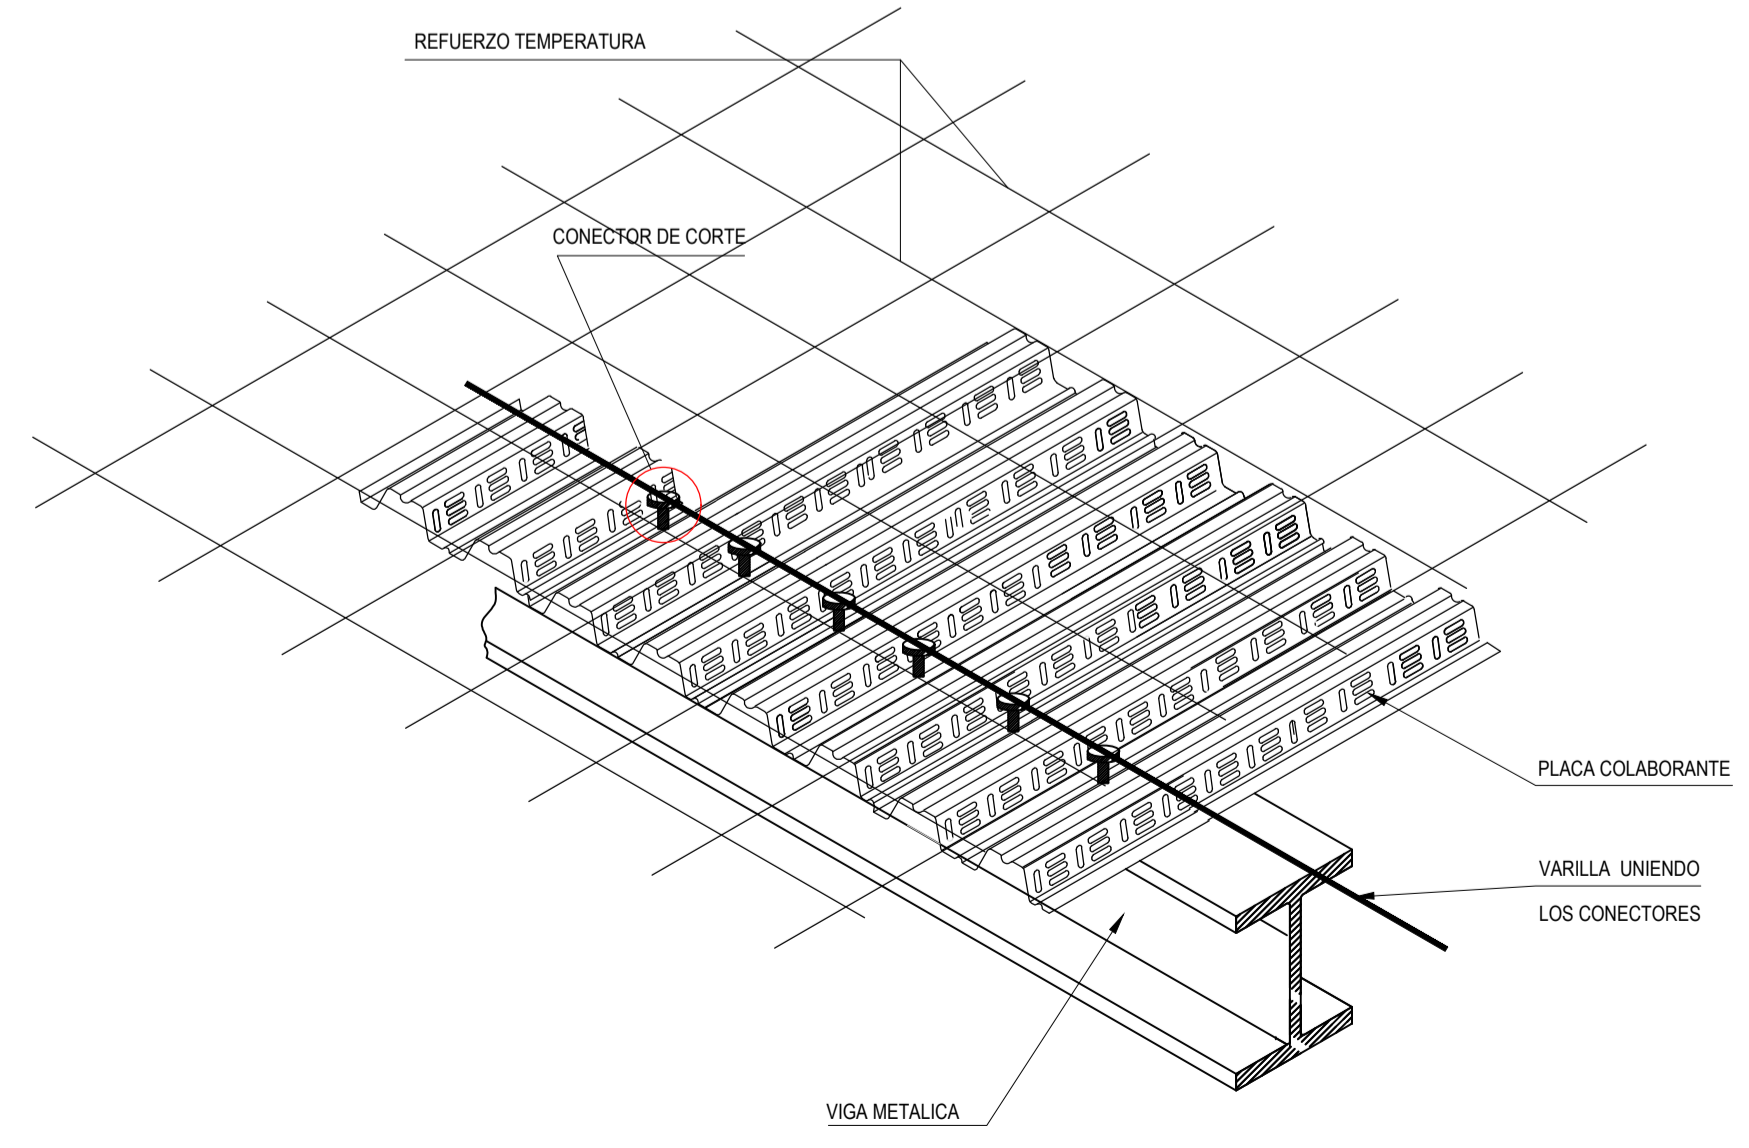 REFUERZO TEMPERATURA
CONECTOR DE CORTE
PLACA COLABORANTE
VARILLA UNIENDO
LOS CONECTORES
VIGA METALICA